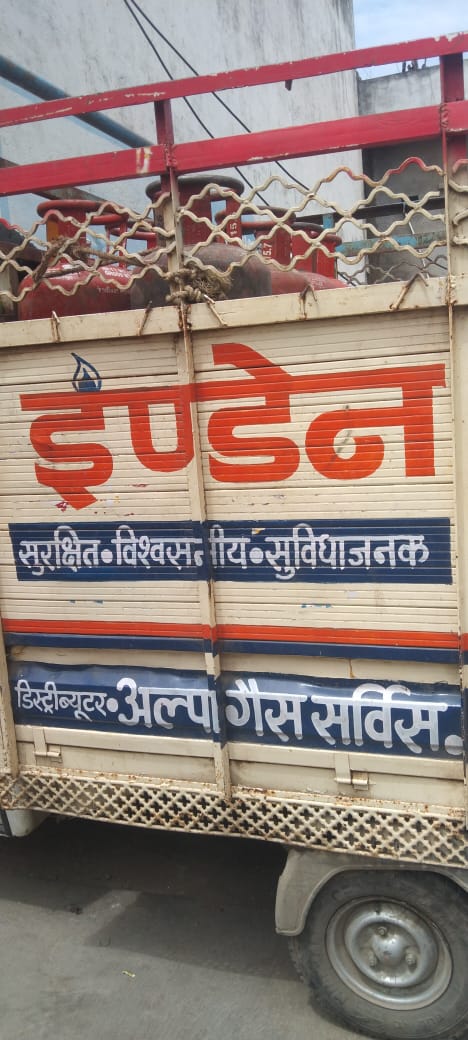 इण्डेन
सुरक्षित•विश्वसनीय•सुविधाजनक
डिस्ट्रीब्यूटर•अल्पा गैस सर्विस.